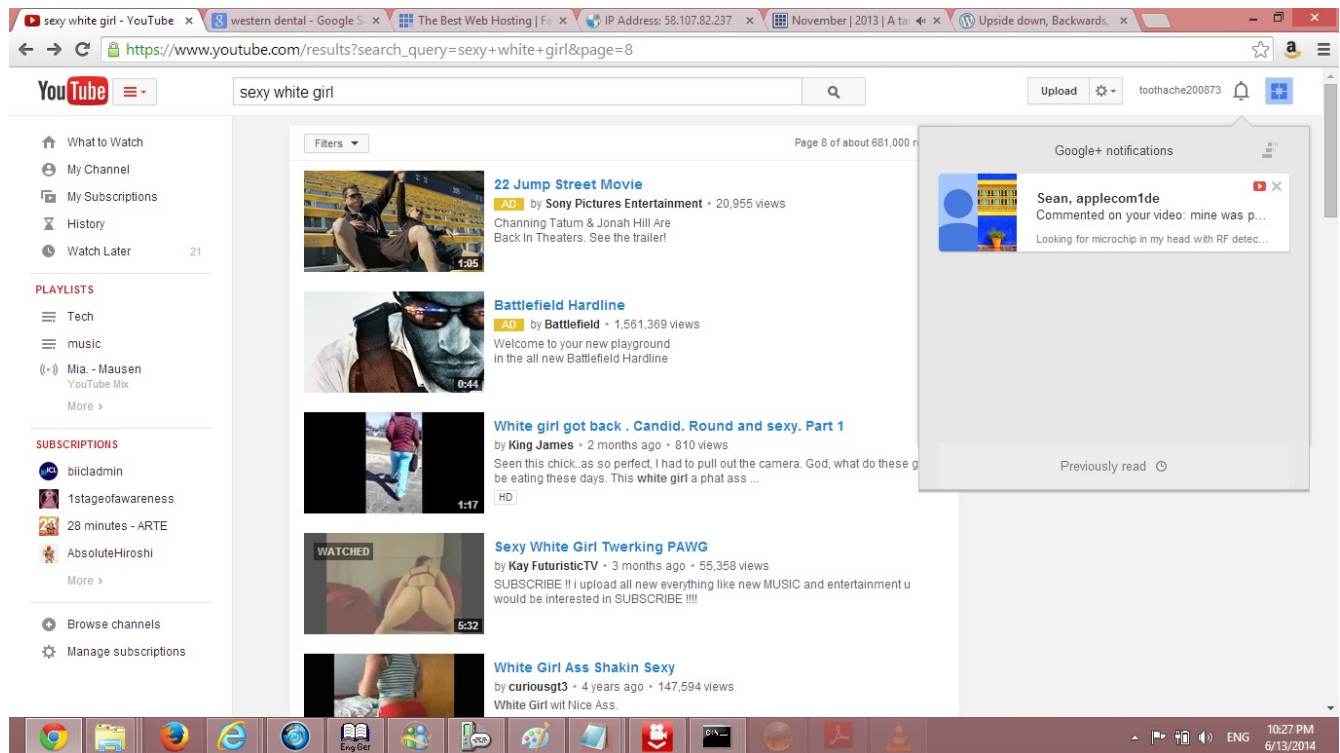 sexy white girl - YouTube
western dental - Google S
The Best Web Hosting | Fa
IP Address: 58.107.82.237
November | 2013 | A ta
Upside down, Backwards,
https://www.youtube.com/results?search_query=sexy+white+girl&page=8
YouTube
sexy white girl
Upload
toothache200873
What to Watch
My Channel
My Subscriptions
History
Watch Later 21
PLAYLISTS
Tech
music
Mia. - Mausen
YouTube Mix
More ›
SUBSCRIPTIONS
biicladmin
1stageofawareness
28 minutes - ARTE
AbsoluteHiroshi
More ›
Browse channels
Manage subscriptions
Filters
Page 8 of about 681,000 r
22 Jump Street Movie
AD by Sony Pictures Entertainment • 20,955 views
Channing Tatum & Jonah Hill Are
Back In Theaters. See the trailer!
1:05
Battlefield Hardline
AD by Battlefield • 1,561,369 views
Welcome to your new playground
in the all new Battlefield Hardline
0:44
White girl got back . Candid. Round and sexy. Part 1
by King James • 2 months ago • 810 views
Seen this chick..as so perfect, I had to pull out the camera. God, what do these g
be eating these days. This white girl a phat ass ...
HD
1:17
WATCHED
Sexy White Girl Twerking PAWG
by Kay FuturisticTV • 3 months ago • 55,358 views
SUBSCRIBE !! i upload all new everything like new MUSIC and entertainment u
would be interested in SUBSCRIBE !!!!
5:32
White Girl Ass Shakin Sexy
by curiousgt3 • 4 years ago • 147,594 views
White Girl wit Nice Ass.
Google+ notifications
Sean, applecom1de
Commented on your video: mine was p...
Looking for microchip in my head with RF detec...
Previously read
Eng Ger
C:\
ENG
10:27 PM
6/13/2014